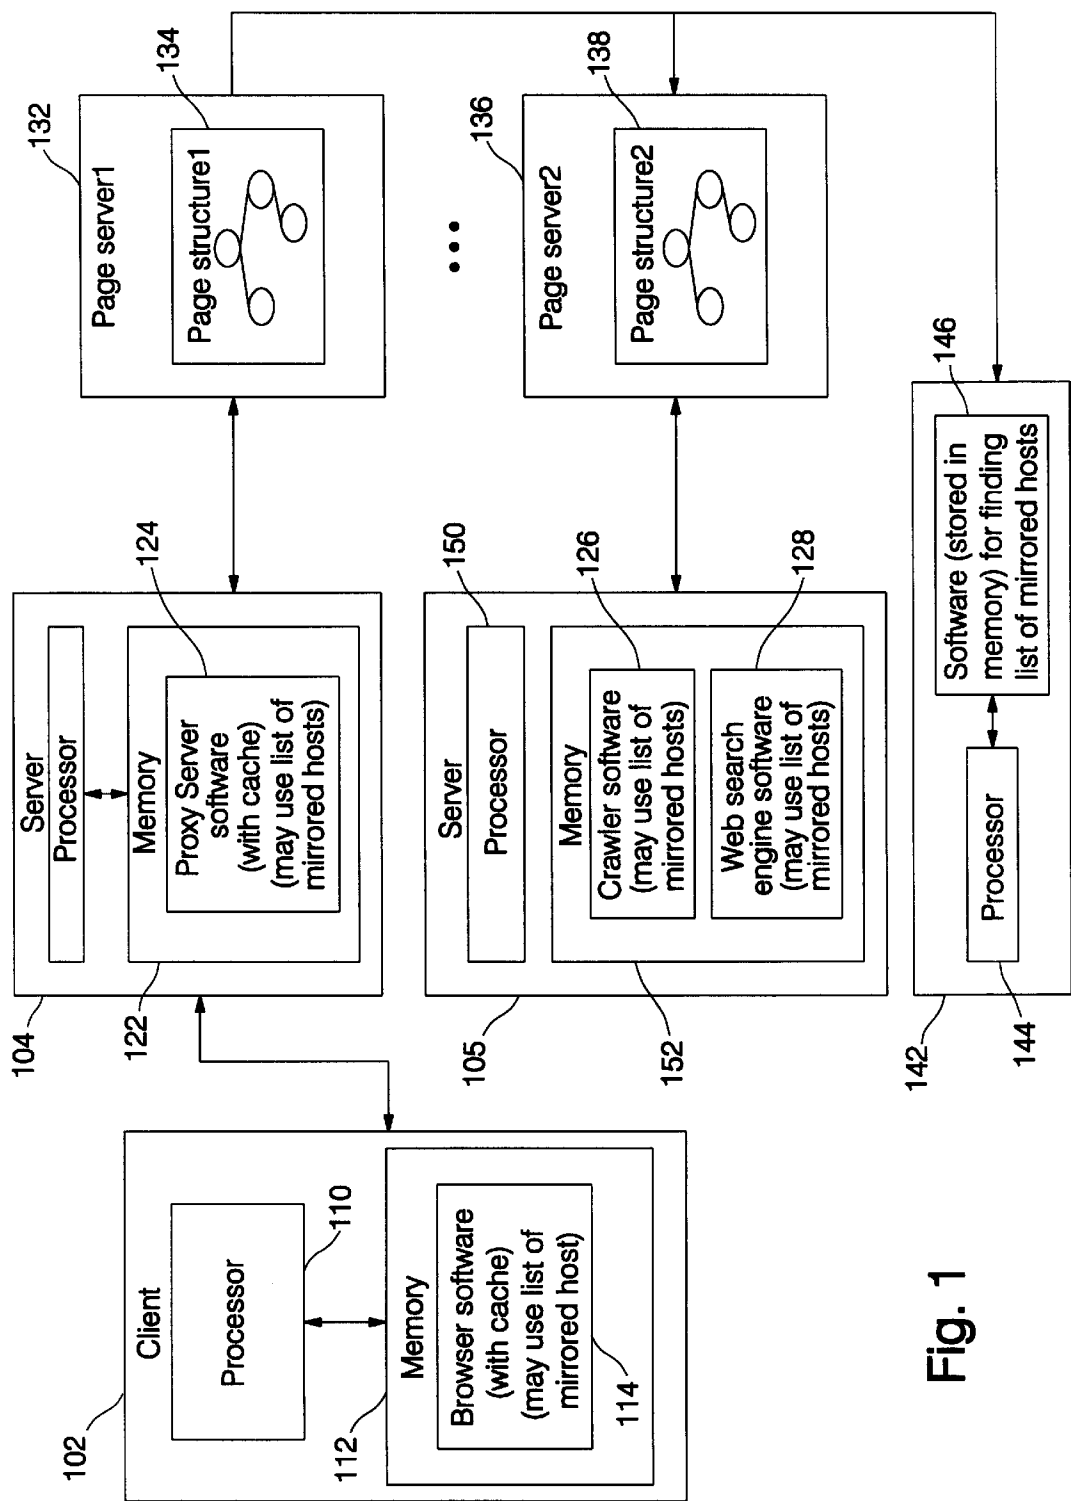 102
Client
Processor
110
112
Memory
Browser software
(with cache)
(may use list of
mirrored host)
114
104
Server
Processor
122
Memory
124
Proxy Server
software
(with cache)
(may use list of
mirrored hosts)
105
Server
150
Processor
152
Memory
126
Crawler software
(may use list of
mirrored hosts)
128
Web search
engine software
(may use list of
mirrored hosts)
132
Page server1
134
Page structure1
•••
136
Page server2
138
Page structure2
142
144
Processor
146
Software (stored in
memory) for finding
list of mirrored hosts
Fig. 1